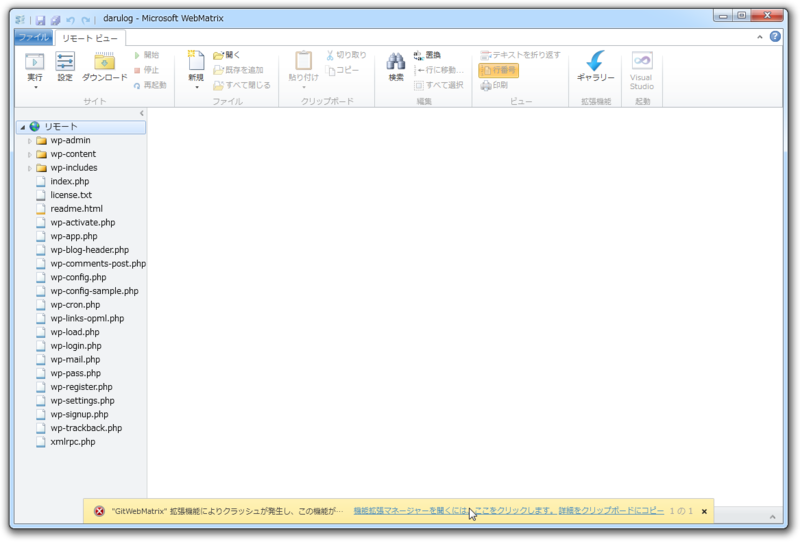 darulog - Microsoft WebMatrix
ファイル リモート ビュー
実行 設定 ダウンロード 開始 停止 再起動
サイト
新規 開く 既存を追加 すべて閉じる
ファイル
貼り付け 切り取り コピー
クリップボード
検索 置換 行に移動... すべて選択
編集
テキストを折り返す 行番号 印刷
ビュー
ギャラリー
拡張機能
Visual Studio
起動
リモート
wp-admin
wp-content
wp-includes
index.php
license.txt
readme.html
wp-activate.php
wp-app.php
wp-blog-header.php
wp-comments-post.php
wp-config.php
wp-config-sample.php
wp-cron.php
wp-links-opml.php
wp-load.php
wp-login.php
wp-mail.php
wp-pass.php
wp-register.php
wp-settings.php
wp-signup.php
wp-trackback.php
xmlrpc.php
"GitWebMatrix" 拡張機能によりクラッシュが発生し、この機能が… 機能拡張マネージャーを開くには、ここをクリックします。 詳細をクリップボードにコピー 1 の 1